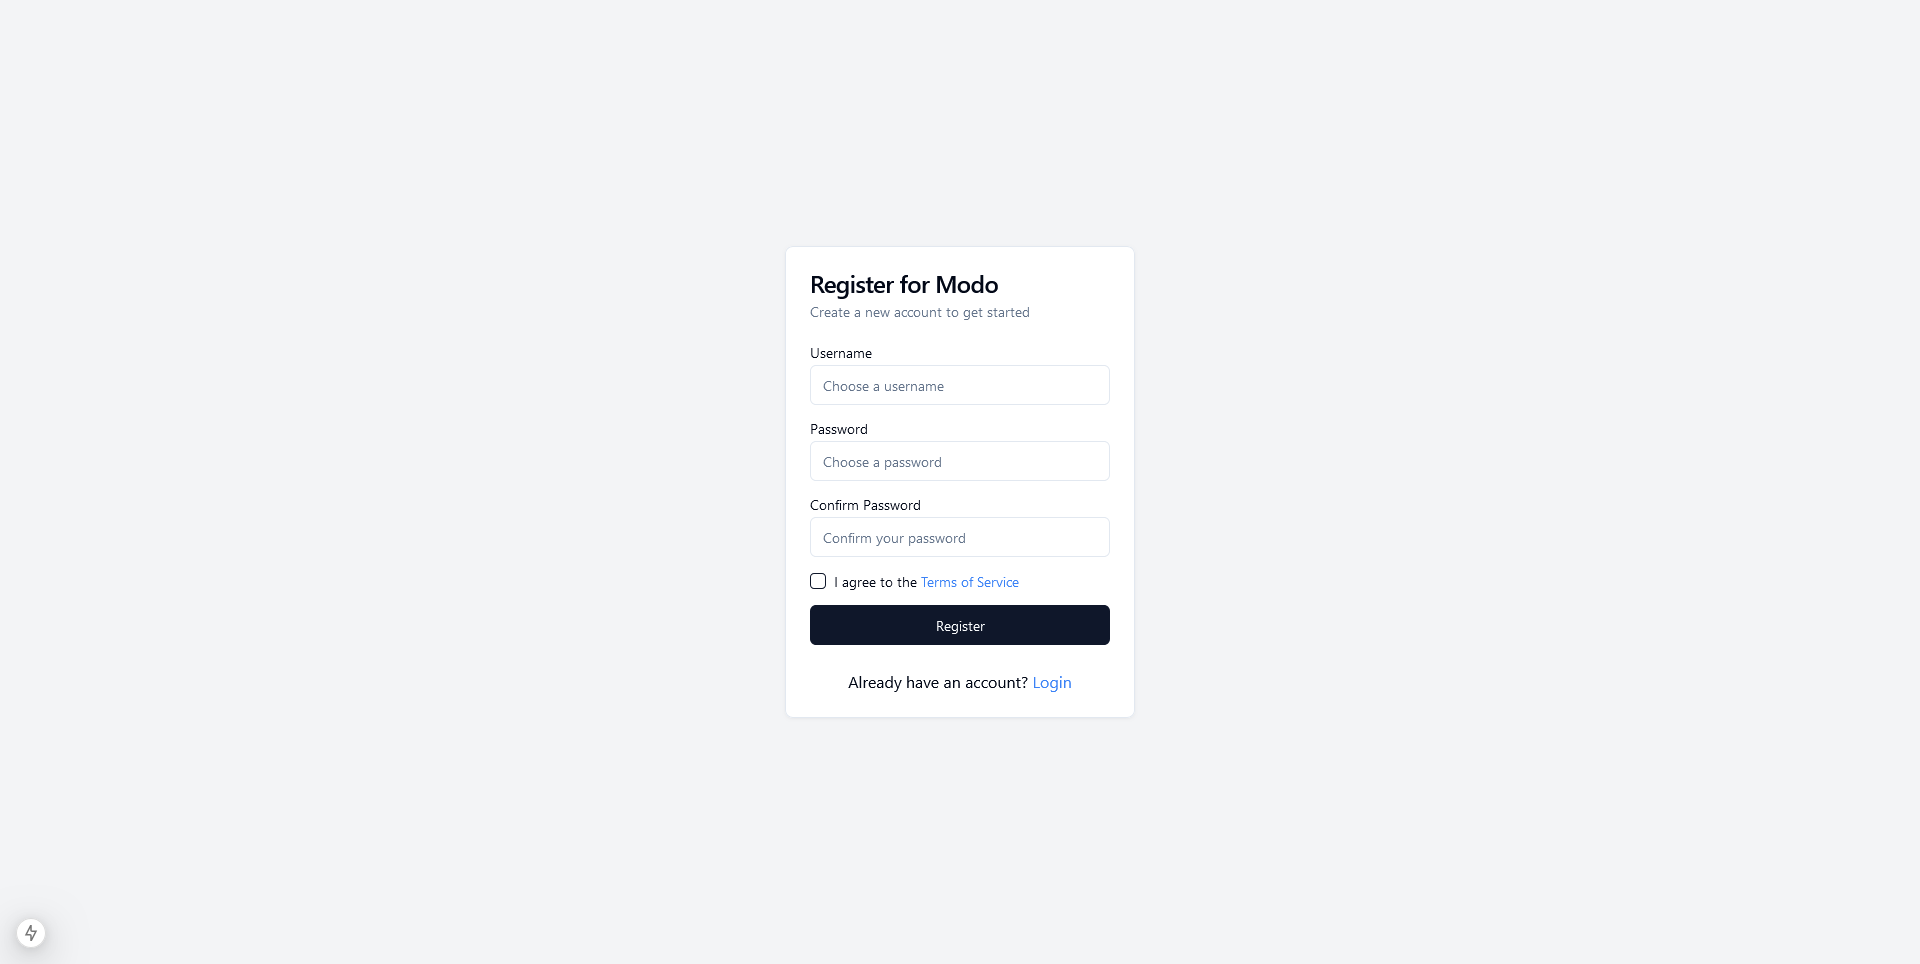 Register for Modo
Create a new account to get started
Username
Choose a username
Password
Choose a password
Confirm Password
Confirm your password
I agree to the Terms of Service
Register
Already have an account? Login